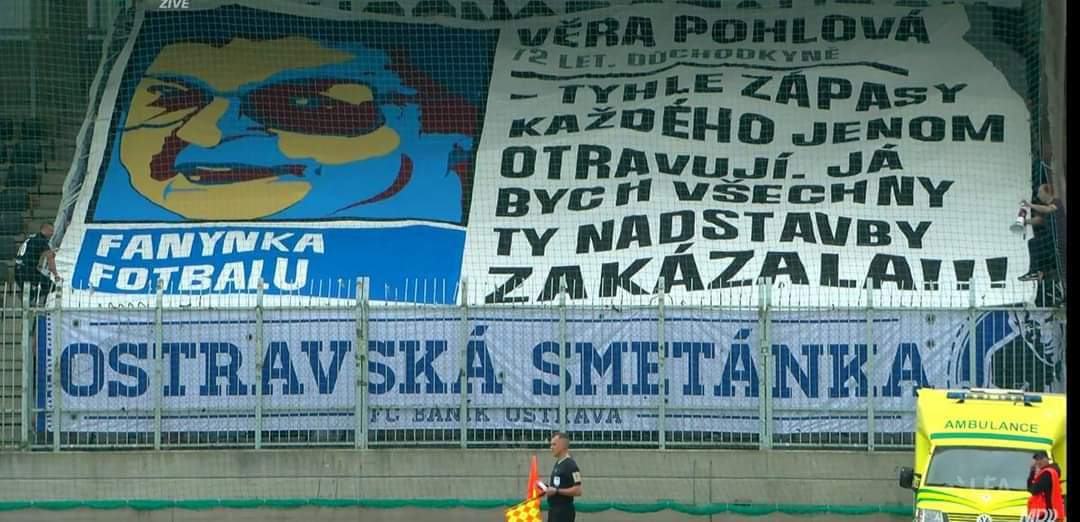 ŽIVĚ
VĚRA POHLOVÁ
72 LET, DŮCHODKYNĚ
- TYHLE ZÁPASY
KAŽDÉHO JENOM
OTRAVUJÍ. JÁ
BYCH VŠECHNY
TY NADSTAVBY
ZAKÁZALA!!!
FANYNKA
FOTBALU
OSTRAVSKÁ SMETÁNKA
FC BANÍK OSTRAVA
AMBULANCE